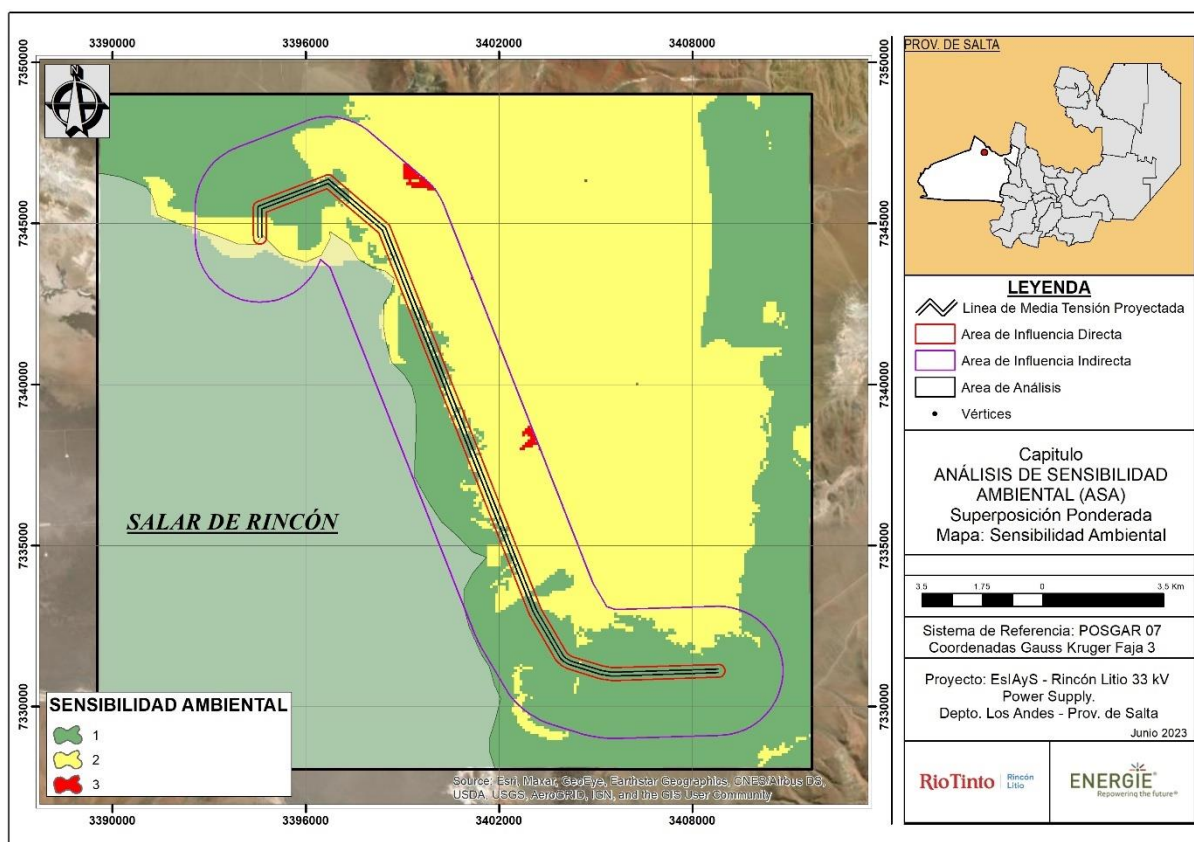 3390000 3396000 3402000 3408000
7350000 7350000
7345000 7345000
7340000 7340000
7335000 7335000
7330000 7330000
N
SALAR DE RINCÓN
SENSIBILIDAD AMBIENTAL
1
2
3
Source: Esri, Maxar, GeoEye, Earthstar Geographics, CNES/Airbus DS,
USDA, USGS, AeroGRID, IGN, and the GIS User Community
3390000 3396000 3402000 3408000
PROV. DE SALTA
LEYENDA
Linea de Media Tensión Proyectada
Area de Influencia Directa
Area de Influencia Indirecta
Area de Análisis
Vértices
Capitulo
ANÁLISIS DE SENSIBILIDAD
AMBIENTAL (ASA)
Superposición Ponderada
Mapa: Sensibilidad Ambiental
3.5 1.75 0 3.5 Km
Sistema de Referencia: POSGAR 07
Coordenadas Gauss Kruger Faja 3
Proyecto: EsIAyS - Rincón Litio 33 kV
Power Supply.
Depto. Los Andes - Prov. de Salta
Junio 2023
RioTinto Rincón
Litio
ENERGIE®
Repowering the future®